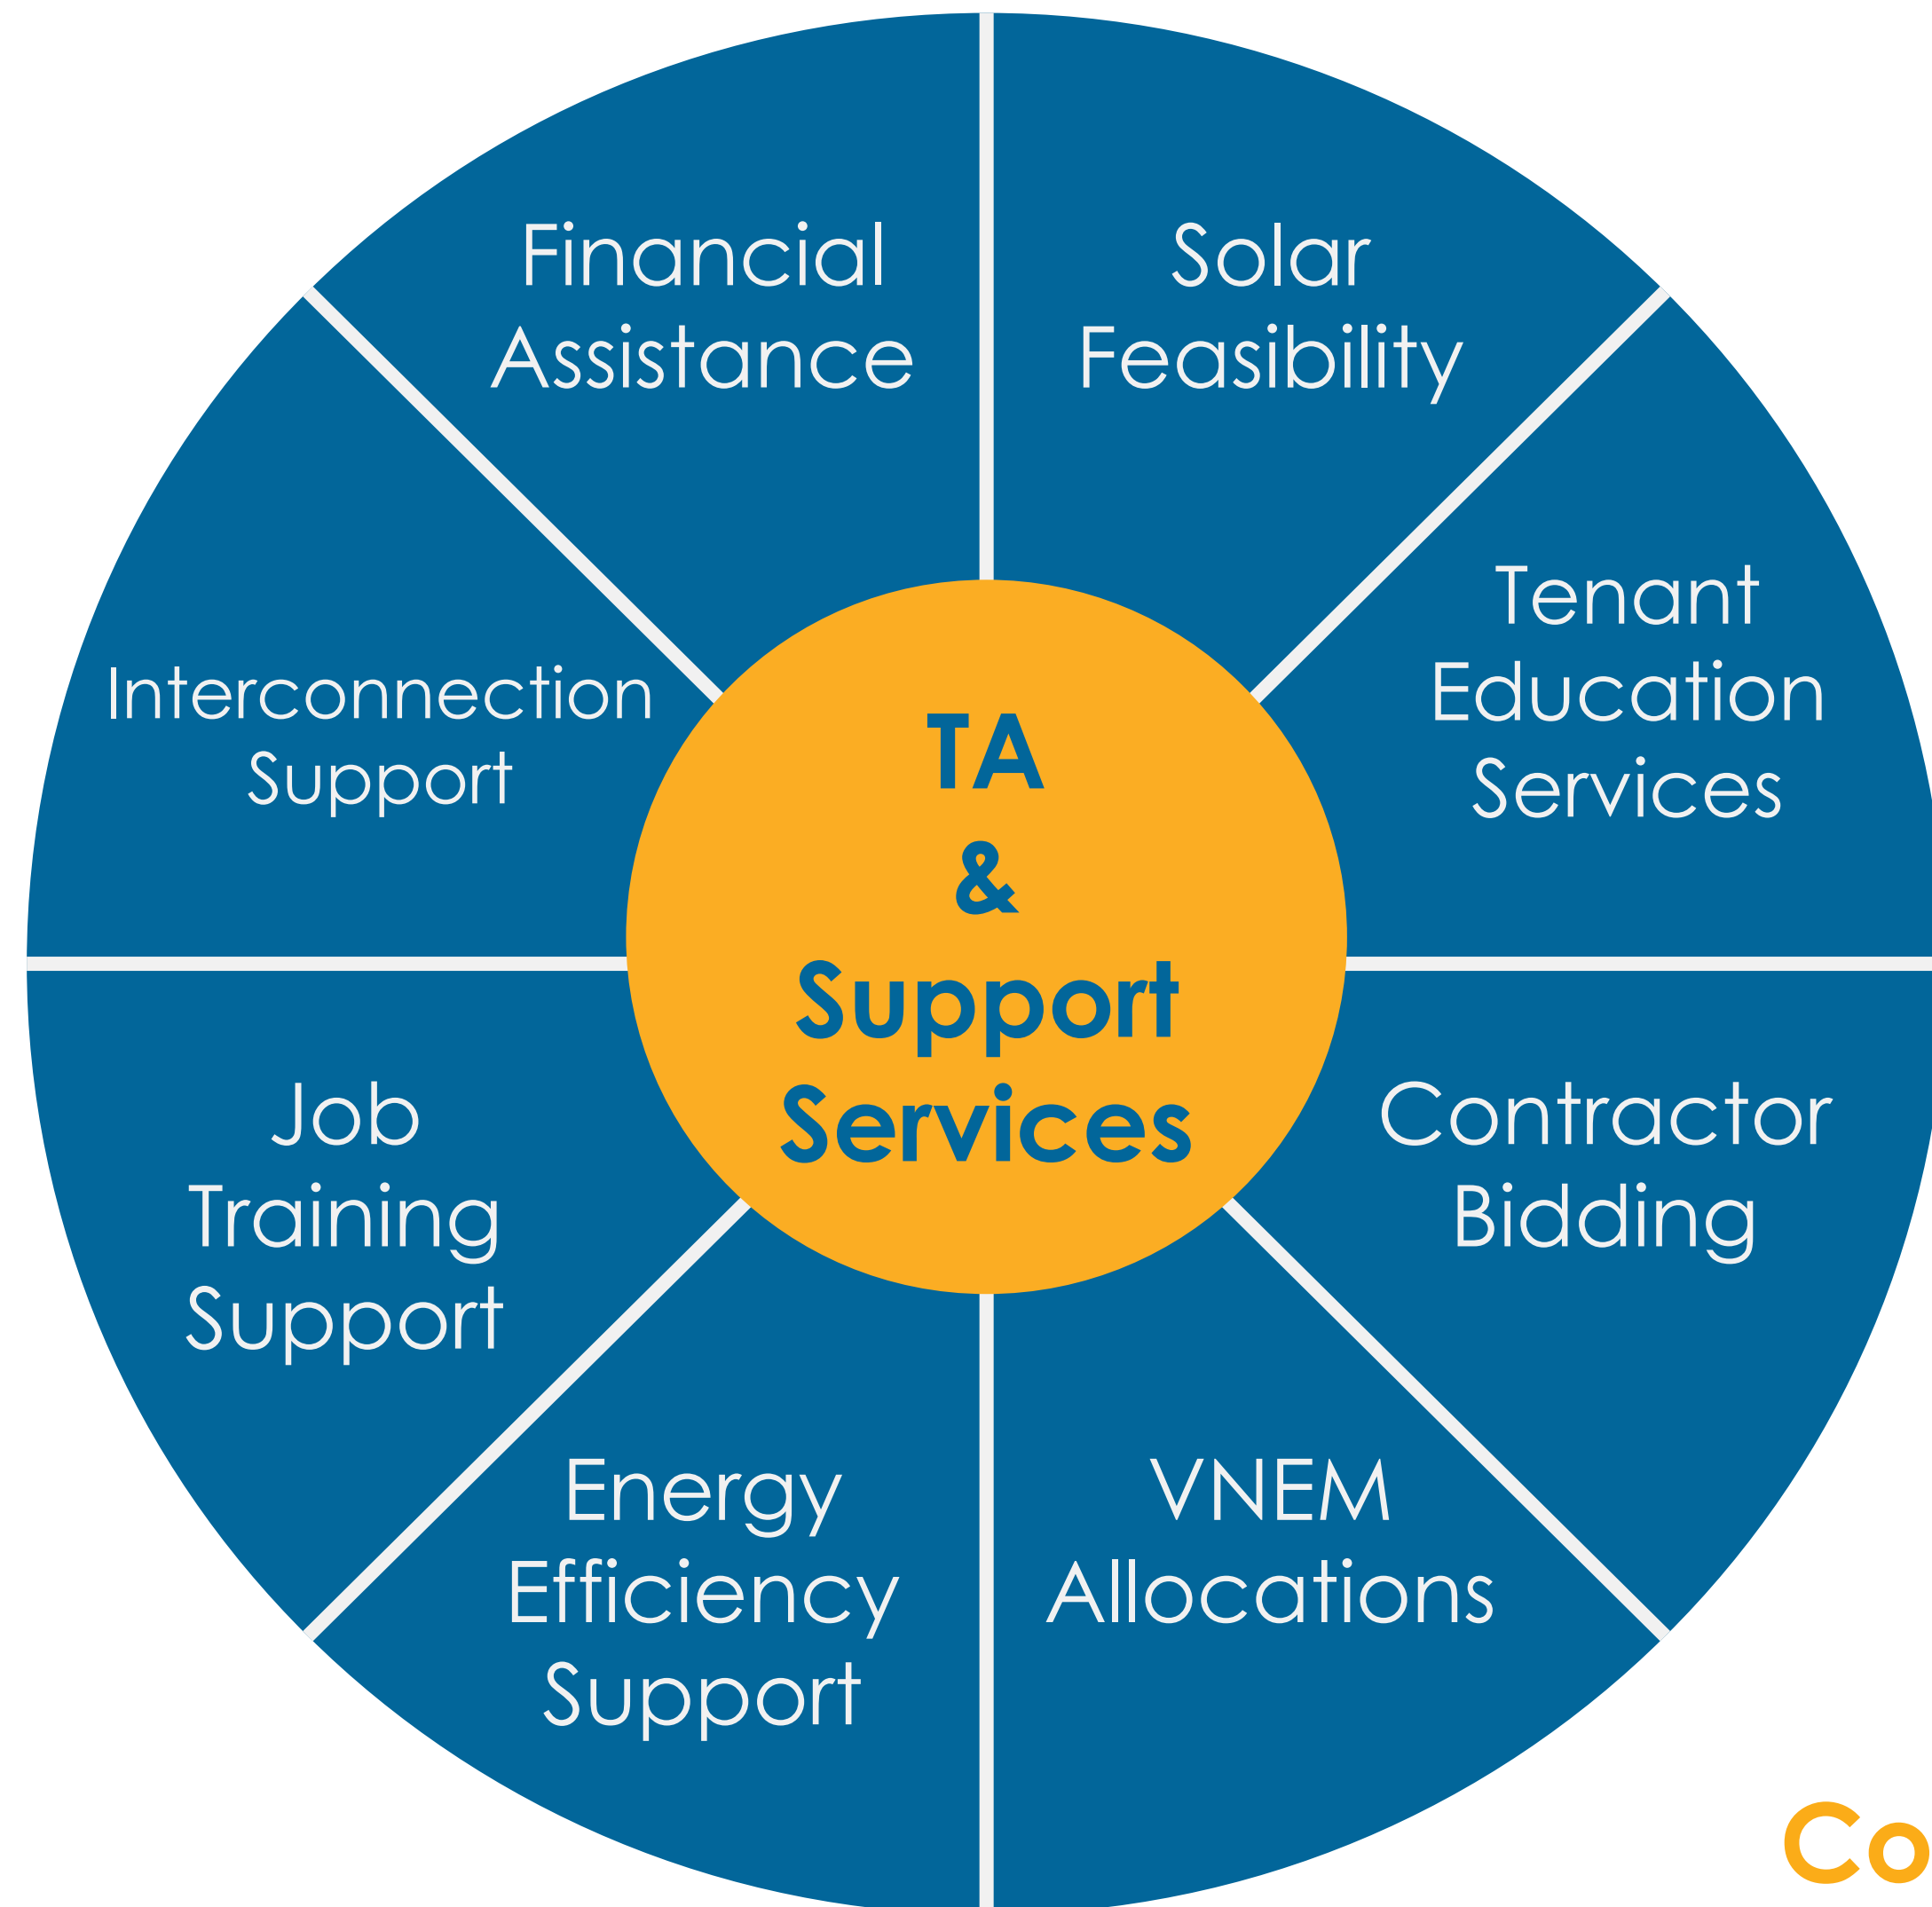 Financial
Assistance
Solar
Feasibility
Tenant
Education
Services
Interconnection
Support
TA
&
Support
Services
Job
Training
Support
Contractor
Bidding
Energy
Efficiency
Support
VNEM
Allocations
Co